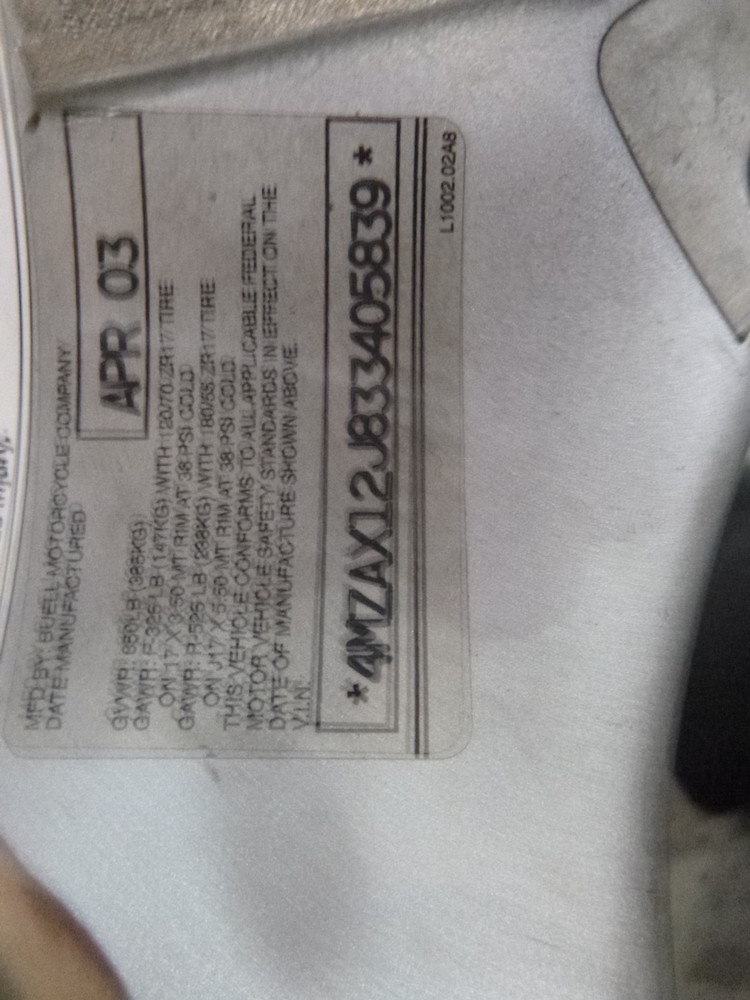 MFD BY: BUELL MOTORCYCLE COMPANY
DATE MANUFACTURED
APR 03
GVWR: 850LB (385KG)
GAWR: F-325 LB (147KG) WITH 120/70 ZR17 TIRE
ON 17 X 3.50 MT RIM AT 36 PSI COLD
GAWR: R-525 LB (238KG) WITH 180/55 ZR17 TIRE
ON J17 X 5.50 MT RIM AT 38 PSI COLD
THIS VEHICLE CONFORMS TO ALL APPLICABLE FEDERAL
MOTOR VEHICLE SAFETY STANDARDS IN EFFECT ON THE
DATE OF MANUFACTURE SHOWN ABOVE.
V.I.N.
*4MZAX12J833405839*
L1002.02A8